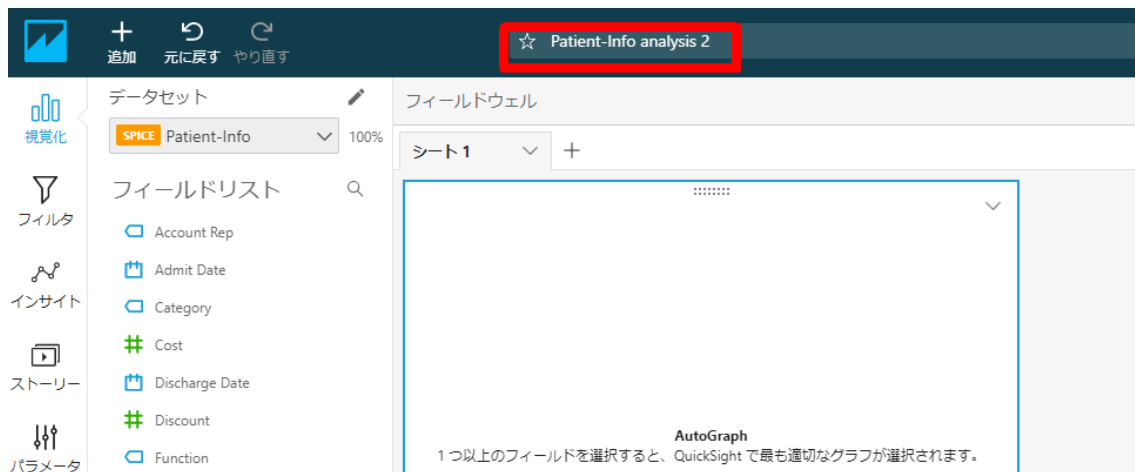 Patient-Info analysis 2
追加
元に戻す
やり直す
視覚化
フィルタ
インサイト
ストーリー
パラメータ
データセット
SPICE Patient-Info
100%
フィールドリスト
Account Rep
Admit Date
Category
Cost
Discharge Date
Discount
Function
フィールドウェル
シート 1
AutoGraph
1 つ以上のフィールドを選択すると、QuickSight で最も適切なグラフが選択されます。